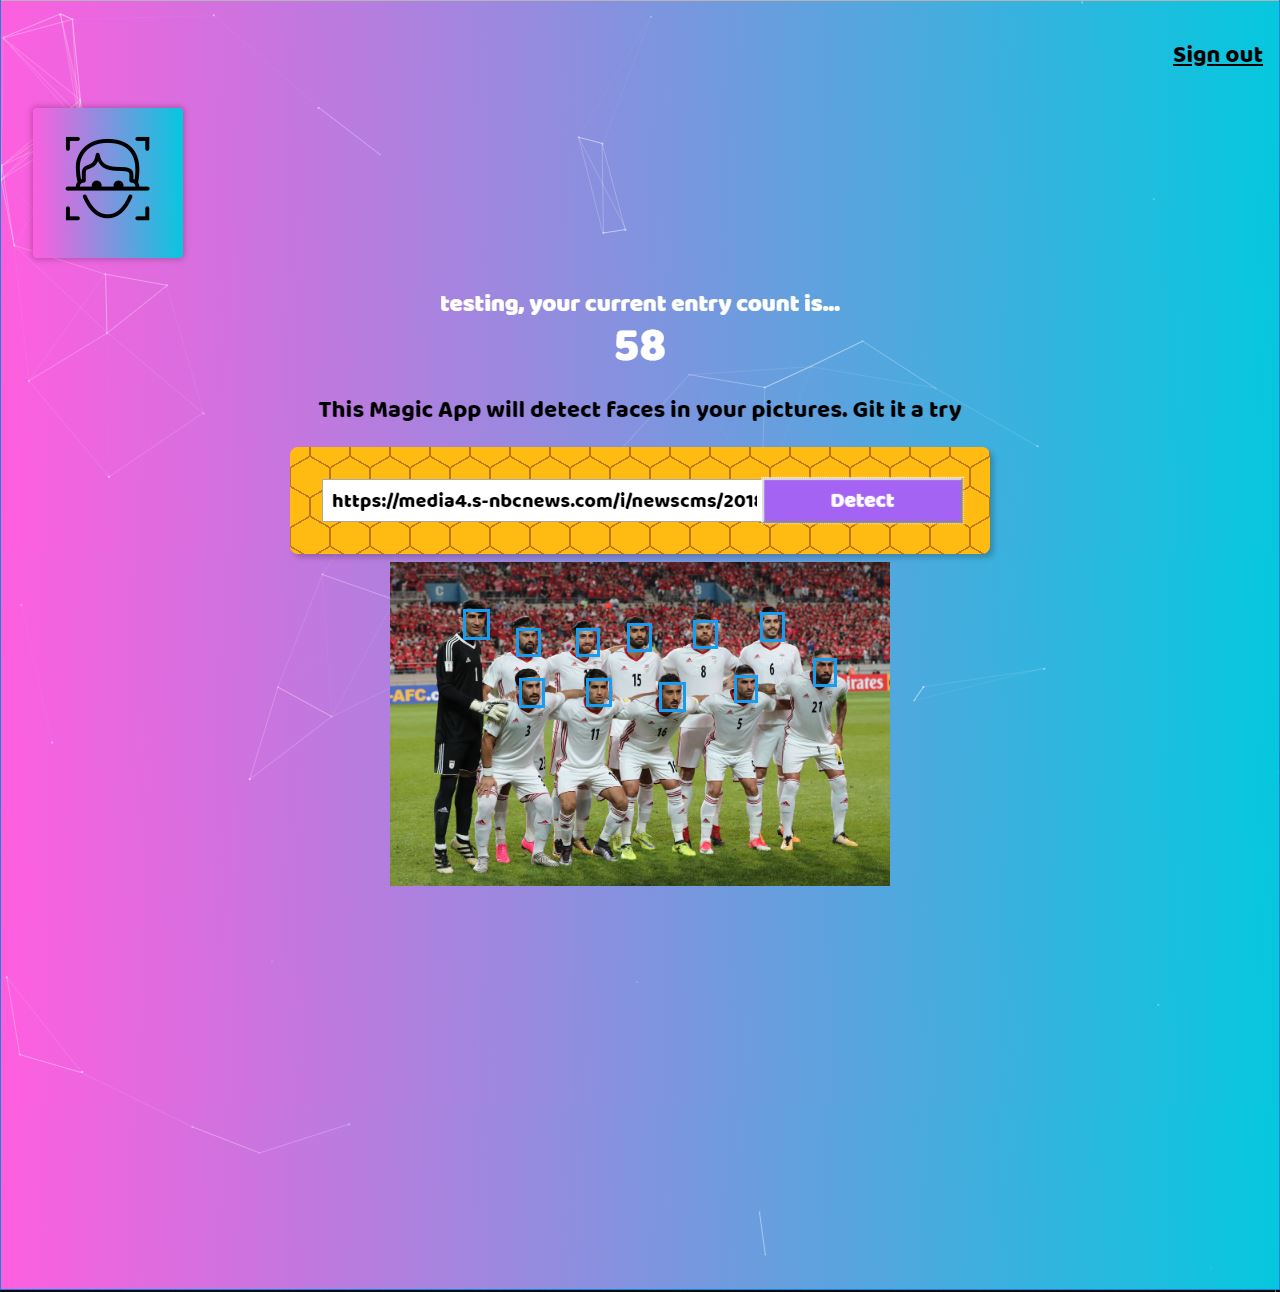 Sign out
testing, your current entry count is...
58
This Magic App will detect faces in your pictures. Git it a try
https://media4.s-nbcnews.com/i/newscms/201
Detect
C
B
1
15
8
6
-AFC.c
irates
3
11
16
5
21